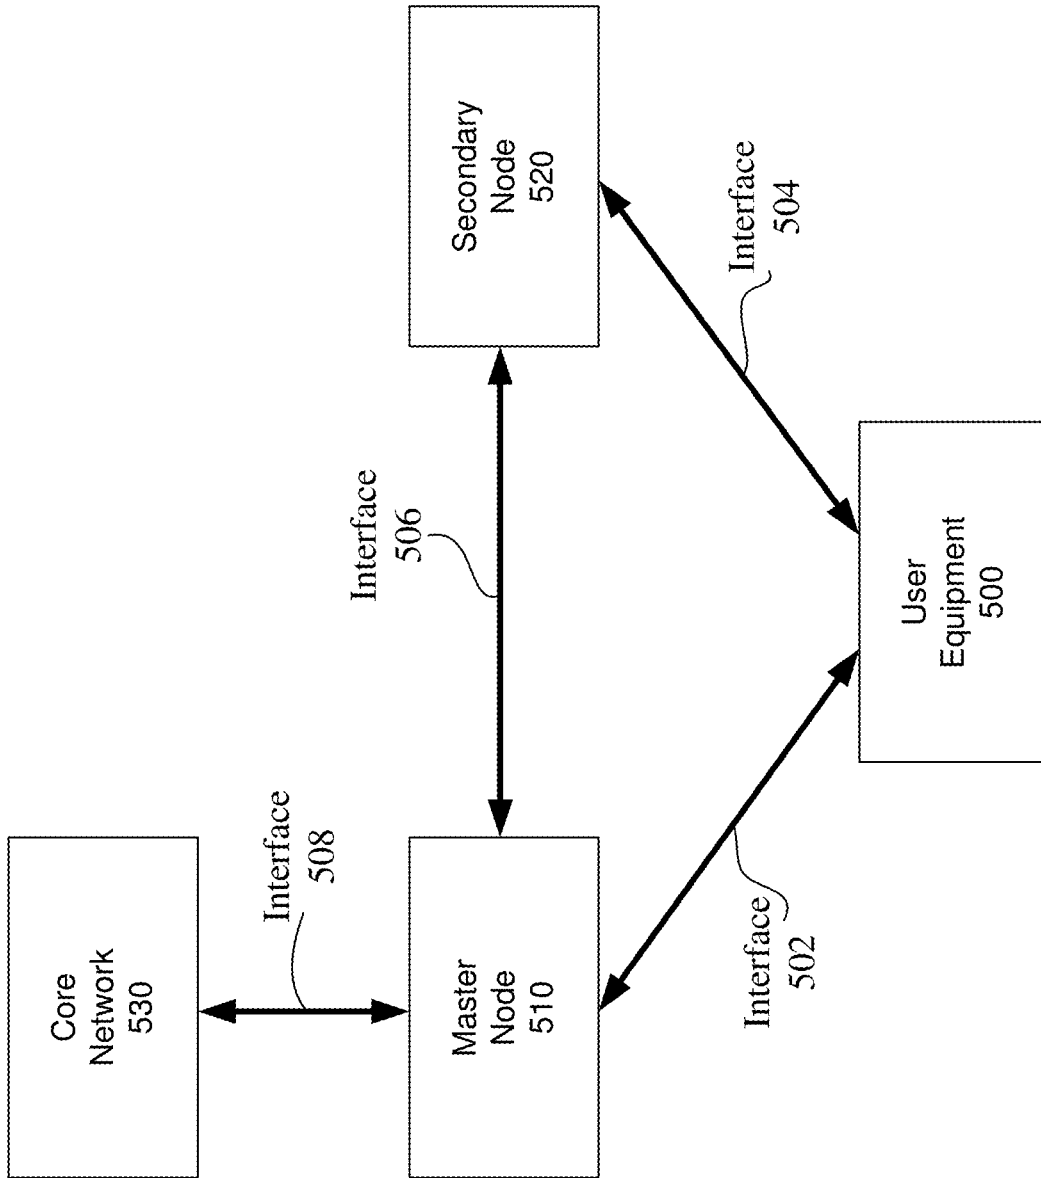 Core
Network
530
Interface
508
Master
Node
510
Interface
506
Secondary
Node
520
Interface
502
Interface
504
User
Equipment
500